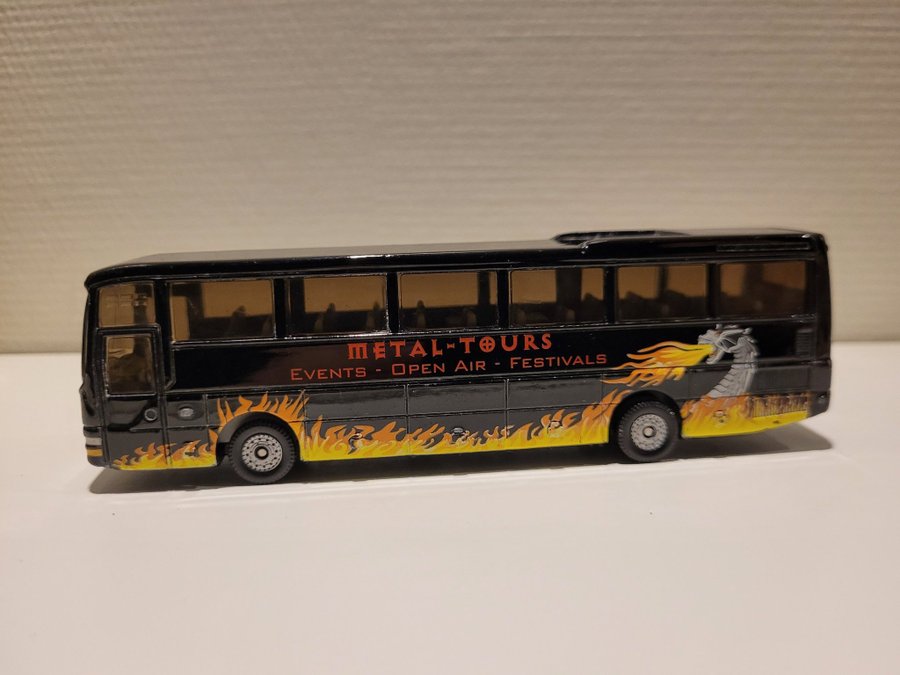 METAL-TOURS
EVENTS - OPEN AIR - FESTIVALS